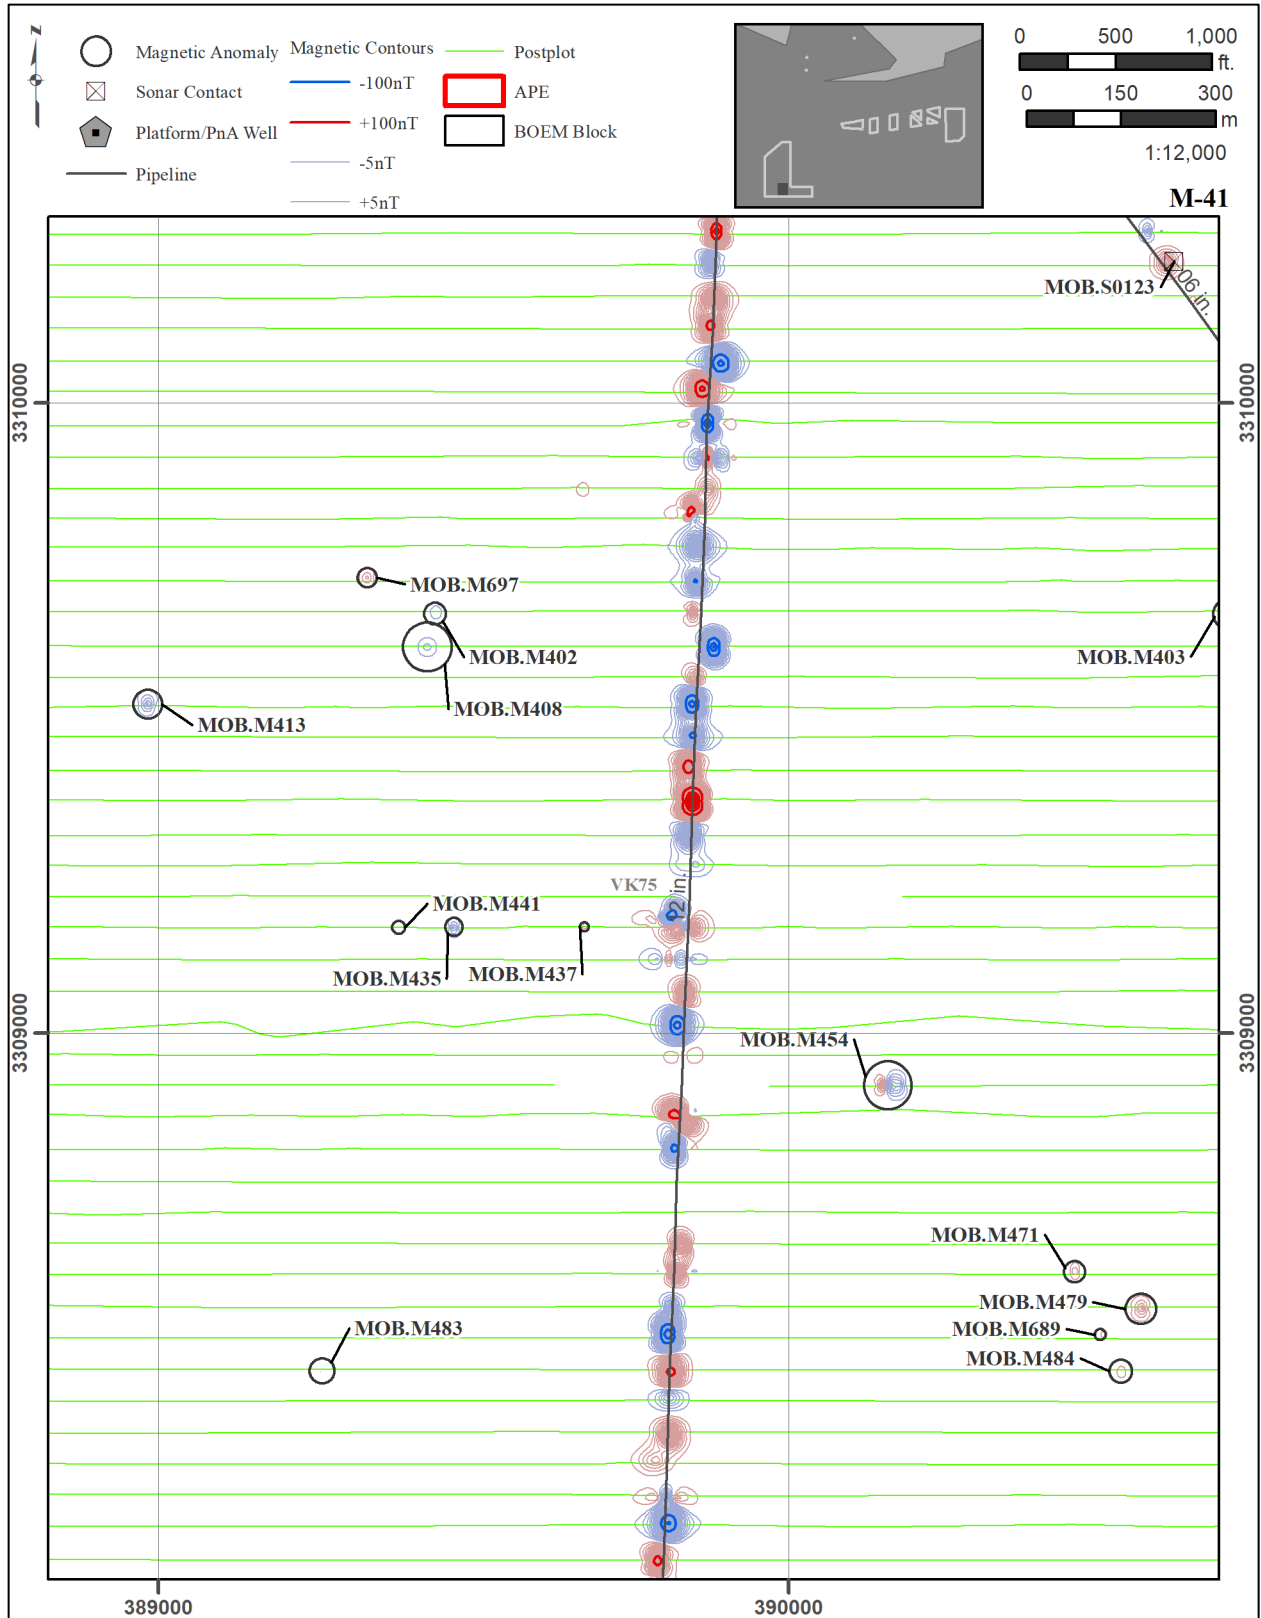 N
Magnetic Anomaly
Sonar Contact
Platform/PnA Well
Pipeline
Magnetic Contours
-100nT
+100nT
-5nT
+5nT
Postplot
APE
BOEM Block
0 500 1,000
ft.
0 150 300
m
1:12,000
M-41
MOB.S0123
06 in.
3310000
3310000
MOB.M697
MOB.M402
MOB.M403
MOB.M408
MOB.M413
VK75
12 in.
MOB.M441
MOB.M435
MOB.M437
3309000
3309000
MOB.M454
MOB.M471
MOB.M479
MOB.M483
MOB.M689
MOB.M484
389000
390000